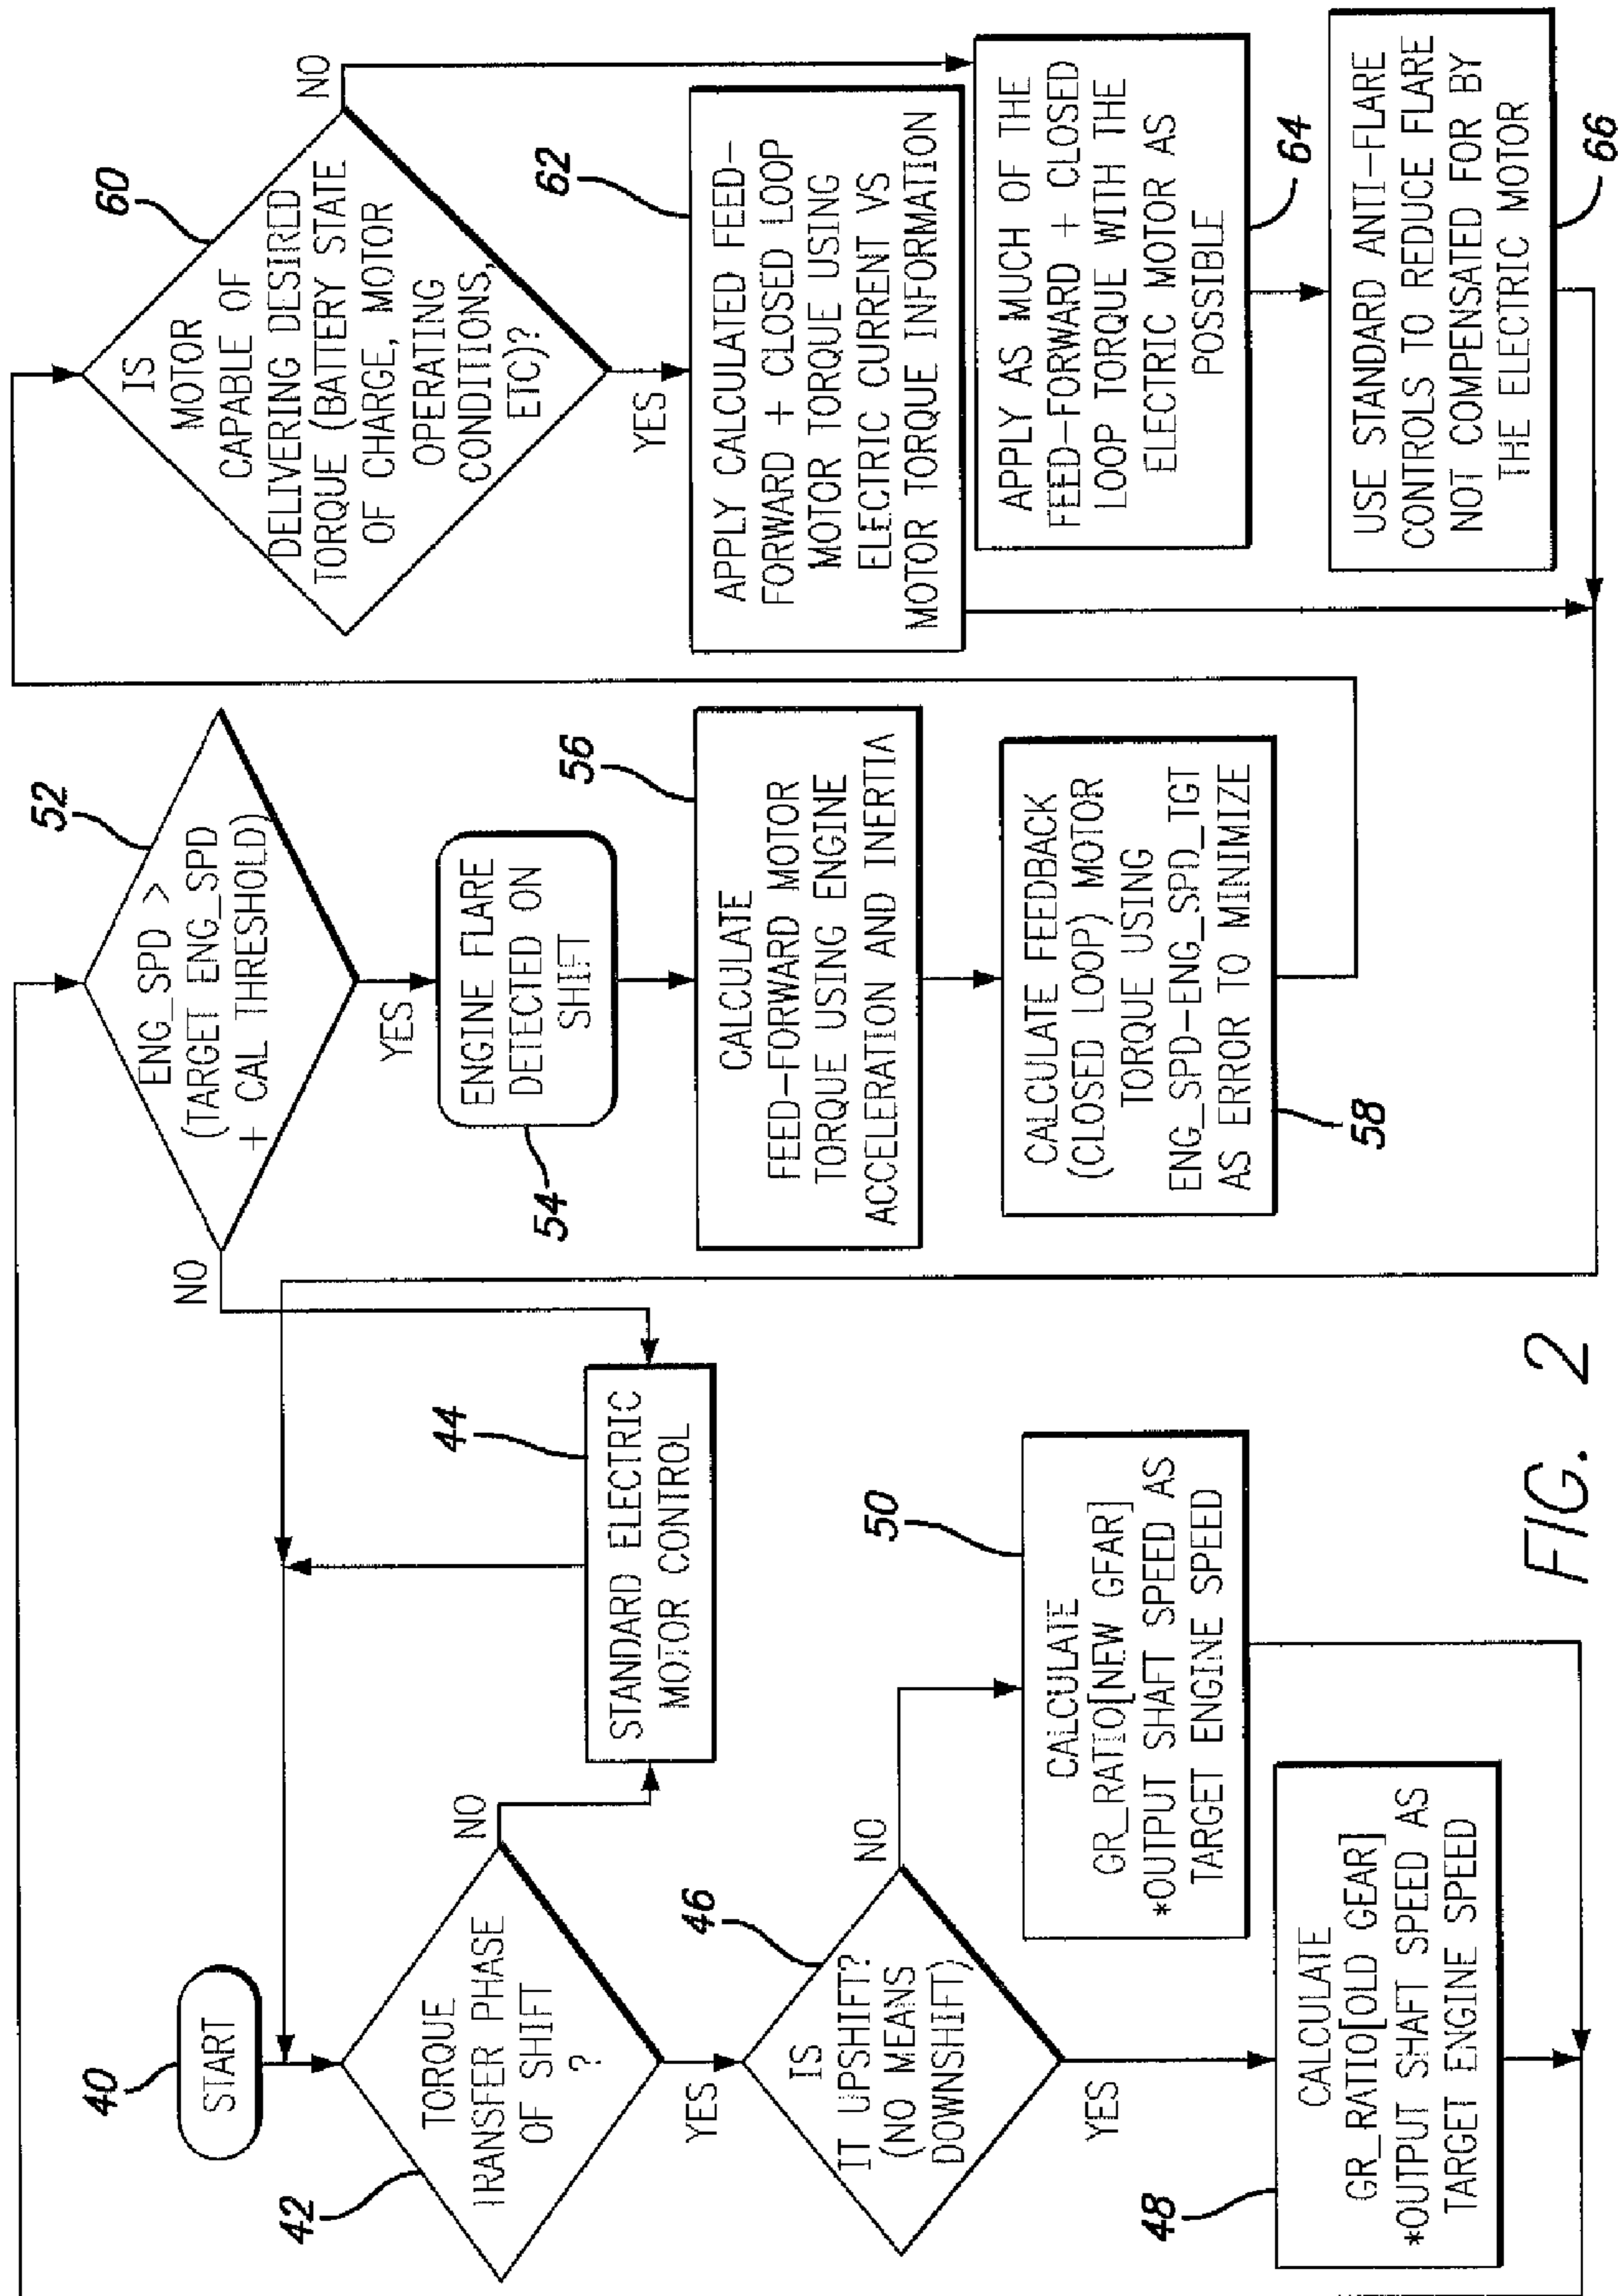 40
START
42
TORQUE
TRANSFER PHASE
OF SHIFT
?
NO
YES
44
STANDARD ELECTRIC
MOTOR CONTROL
46
IS
IT UPSHIFT?
(NO MEANS
DOWNSHIFT)
NO
YES
50
CALCULATE
GR_RATIO[NEW GFAR]
*OUTPUT SHAFT SPEED AS
TARGET ENGINE SPEED
48
CALCULATE
GR_RATIO[OLD GEAR]
*OUTPUT SHAFT SPEED AS
TARGET ENGINE SPEED
52
ENG_SPD >
(TARGET ENG_SPD
+ CAL THRESHOLD)
NO
YES
54
ENGINE FLARE
DETECTED ON
SHIFT
56
CALCULATE
FEED-FORWARD MOTOR
TORQUE USING ENGINE
ACCELERATION AND INERTIA
58
CALCULATE FEEDBACK
(CLOSED LOOP) MOTOR
TORQUE USING
ENG_SPD-ENG_SPD_TGT
AS ERROR TO MINIMIZE
60
IS
MOTOR
CAPABLE OF
DELIVERING DESIRED
TORQUE (BATTERY STATE
OF CHARGE, MOTOR
OPERATING
CONDITIONS,
ETC)?
NO
YES
62
APPLY CALCULATED FEED-
FORWARD + CLOSED LOOP
MOTOR TORQUE USING
ELECTRIC CURRENT VS
MOTOR TORQUE INFORMATION
APPLY AS MUCH OF THE
FEED-FORWARD + CLOSED
LOOP TORQUE WITH THE
ELECTRIC MOTOR AS
POSSIBLE
64
USE STANDARD ANTI-FLARE
CONTROLS TO REDUCE FLARE
NOT COMPENSATED FOR BY
THE ELECTRIC MOTOR
66
FIG. 2